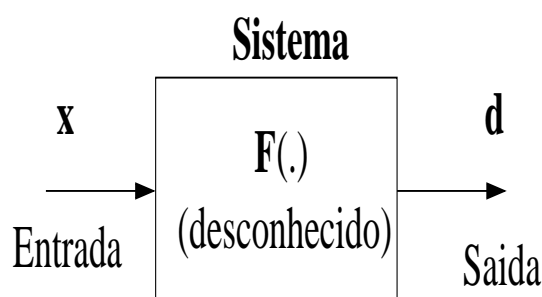 Sistema
x
d
F(.)
(desconhecido)
Entrada
Saida